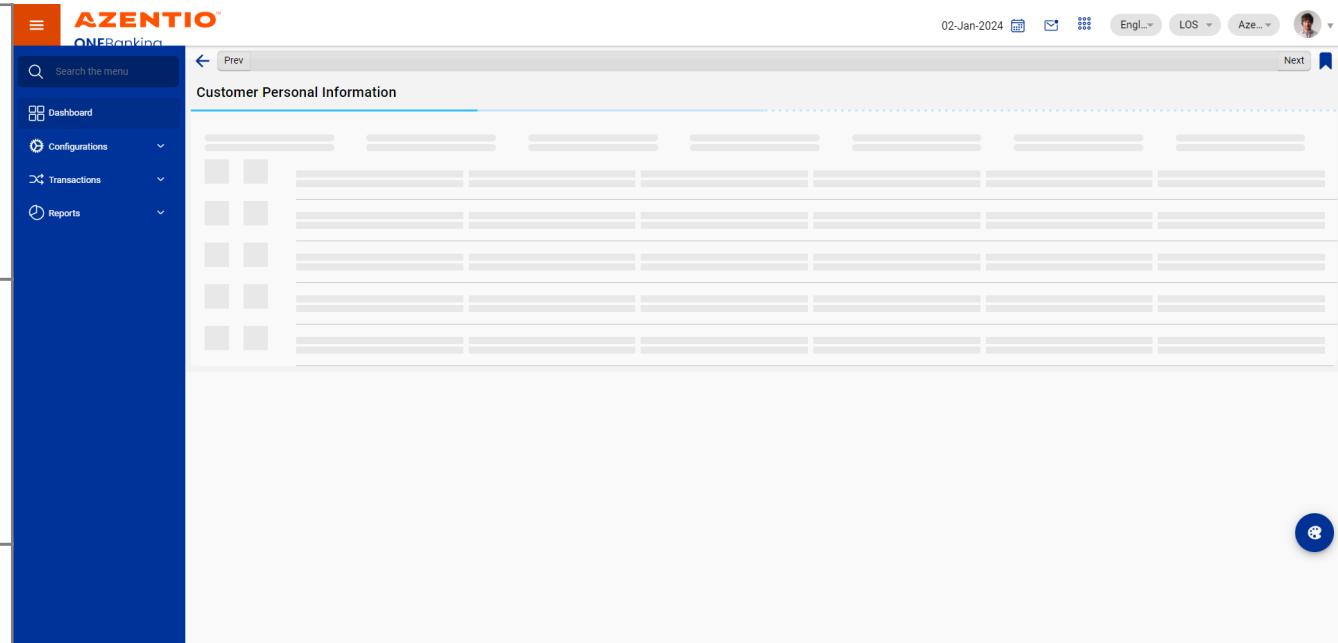 AZENTIO™
ONEBanking
02-Jan-2024
Engl...
LOS
Aze...
Search the menu
Prev
Next
Customer Personal Information
Dashboard
Configurations
Transactions
Reports